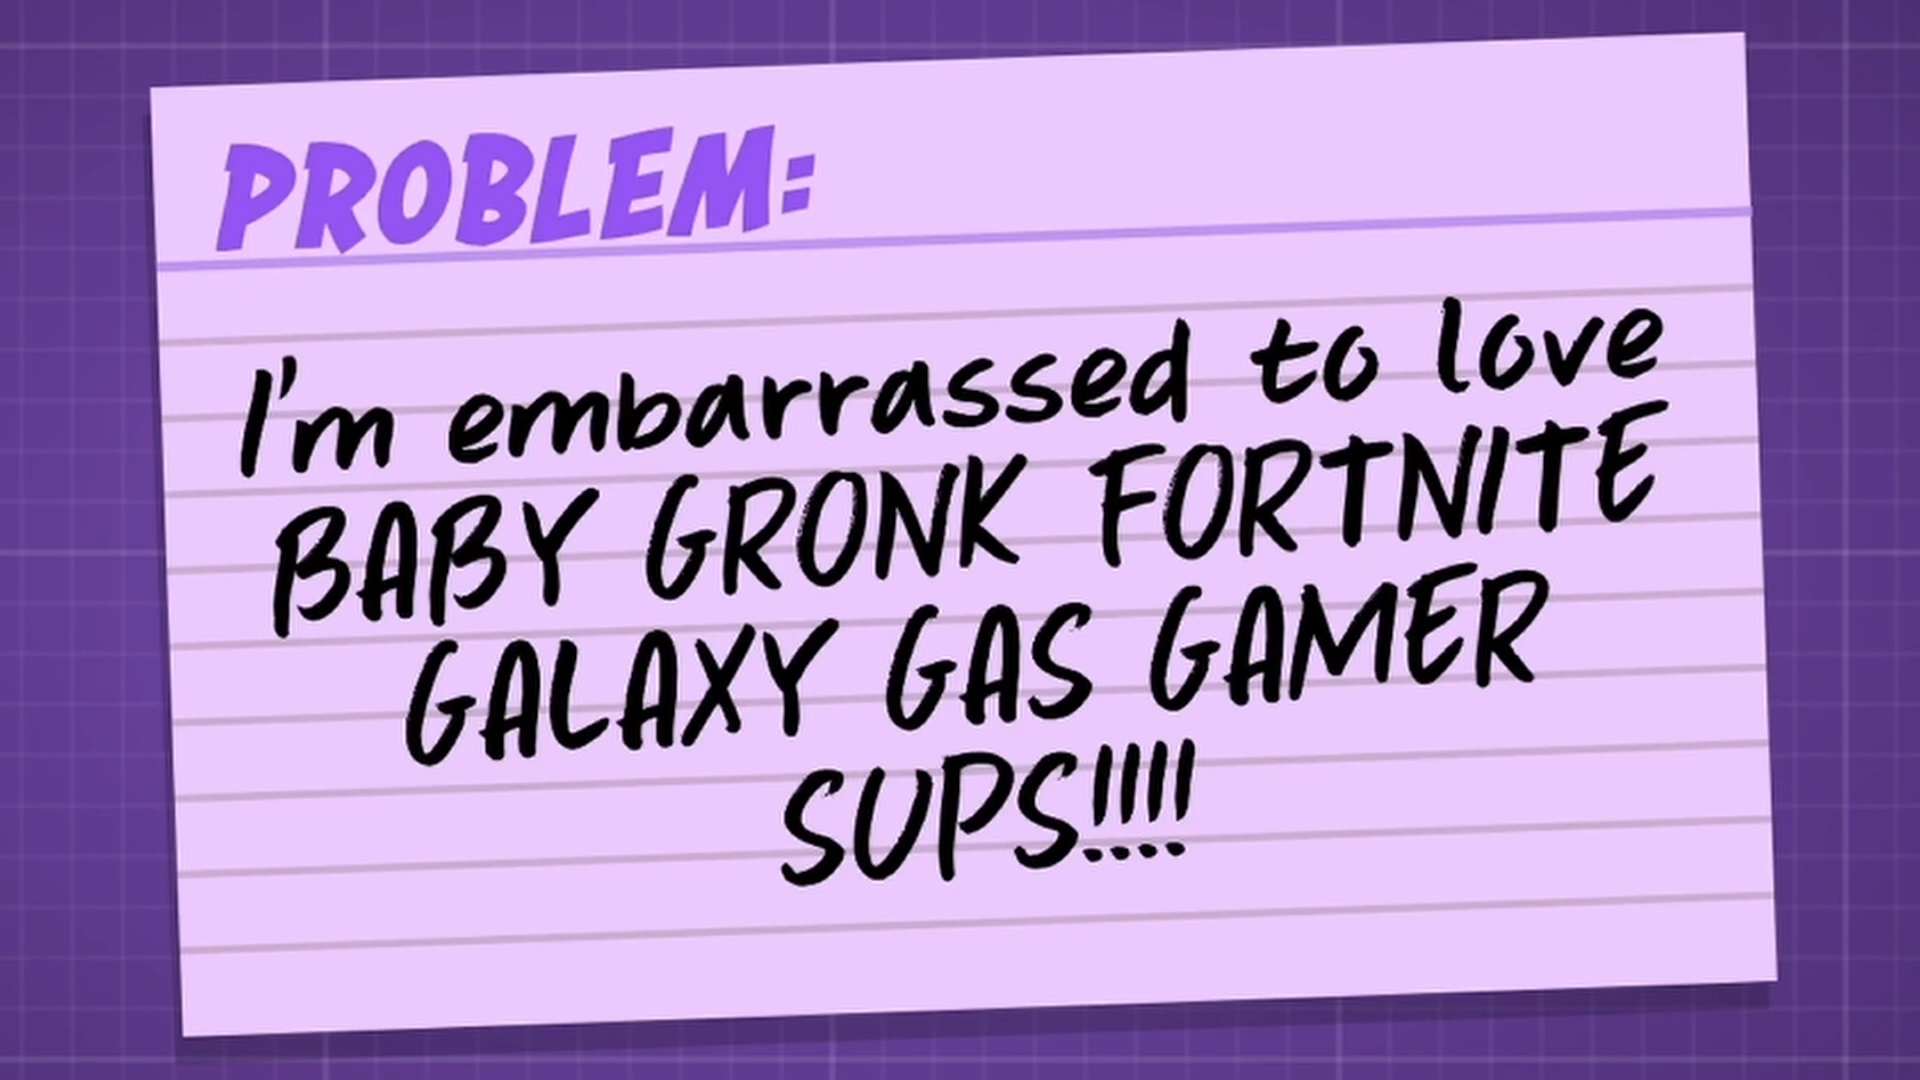 PROBLEM:
I'm embarrassed to love
BABY GRONK FORTNITE
GALAXY GAS GAMER
SUPS!!!!